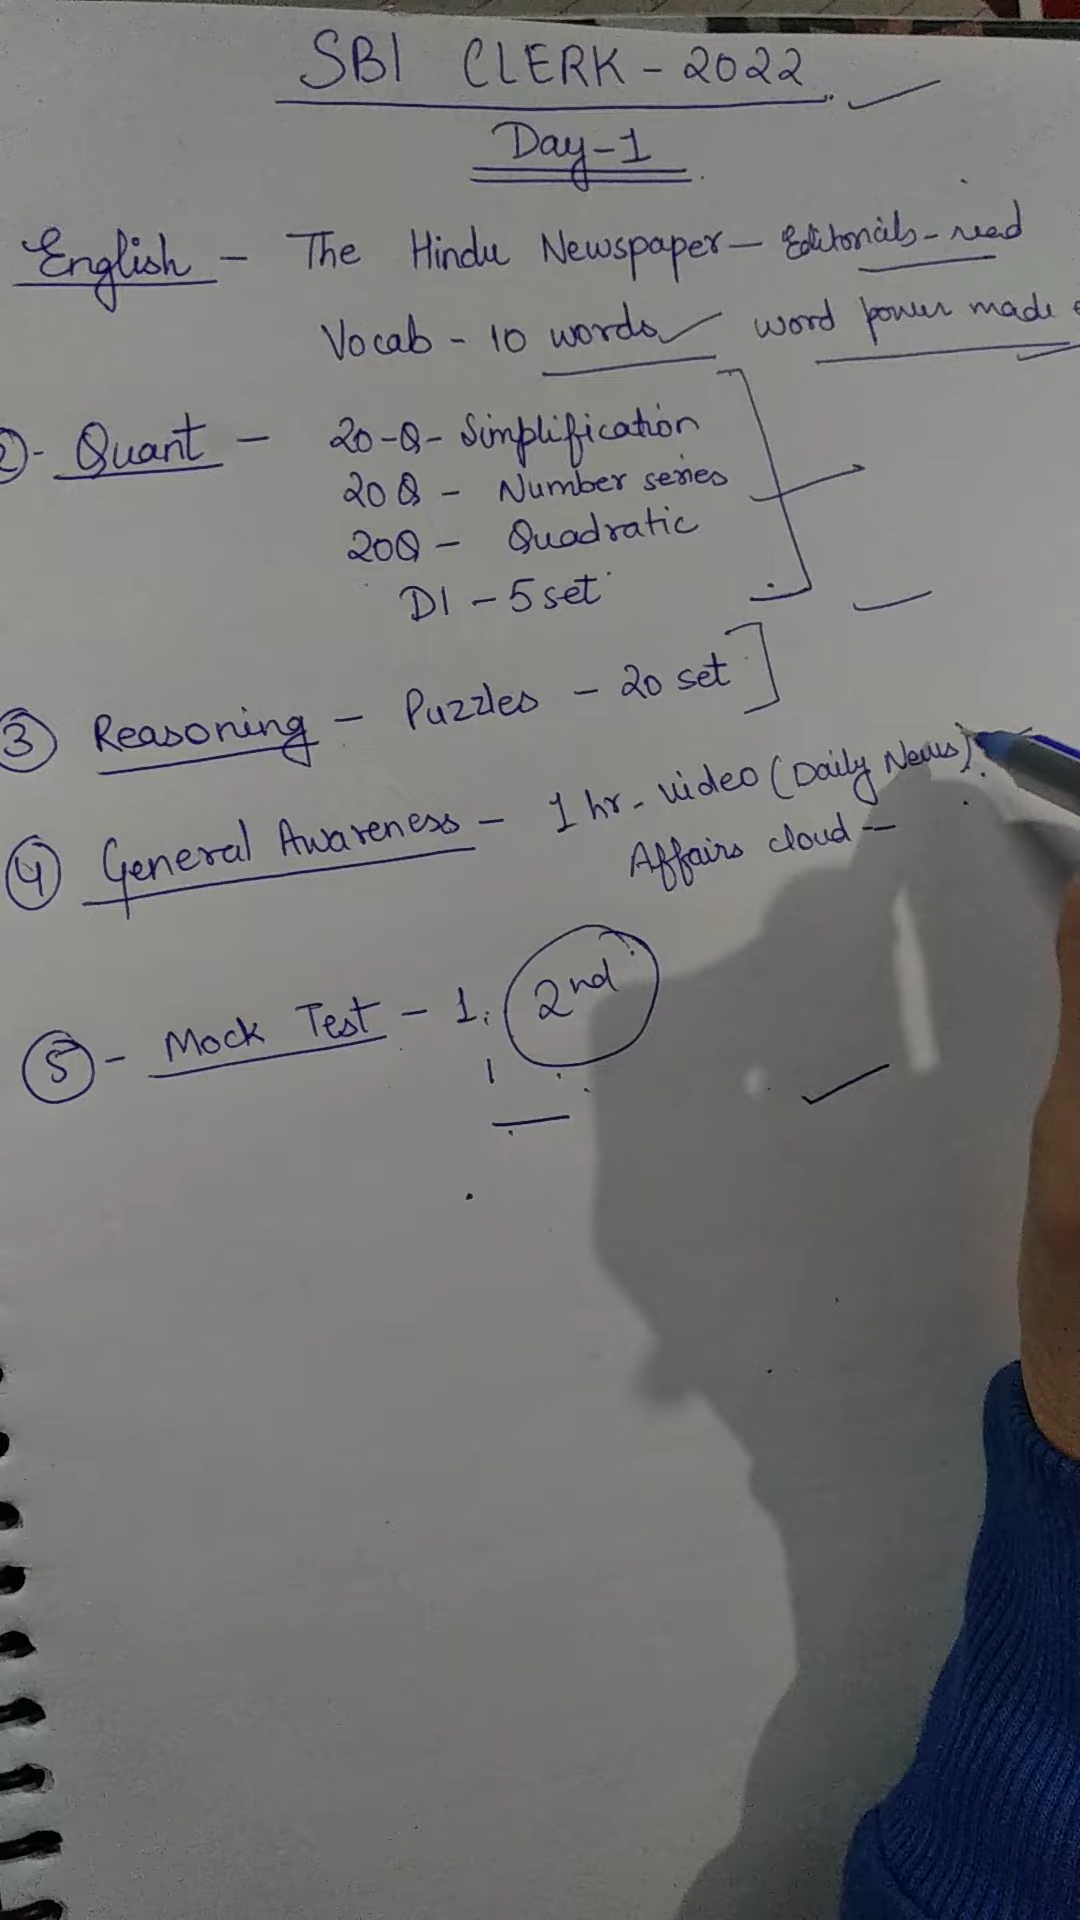 SBI CLERK - 2022
Day-1
English - The Hindu Newspaper - Editorials - read
Vocab - 10 words word power made
2 - Quant - 20-Q- Simplification
20Q - Number series
20Q - Quadratic
DI - 5 set
3 Reasoning - Puzzles - 20 set
4 General Awareness - 1 hr. video (Daily News)
Affairs cloud -
5 - Mock Test - 1. 2nd